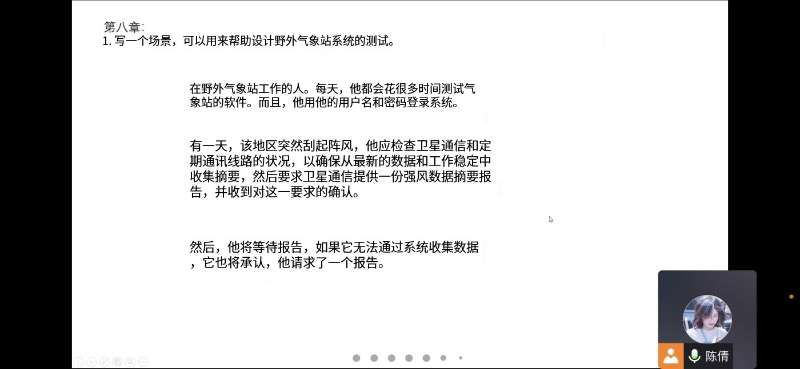 第八章:
1. 写一个场景，可以用来帮助设计野外气象站系统的测试。
在野外气象站工作的人。每天，他都会花很多时间测试气
象站的软件。而且，他用他的用户名和密码登录系统。
有一天，该地区突然刮起阵风，他应检查卫星通信和定
期通讯线路的状况，以确保从最新的数据和工作稳定中
收集摘要，然后要求卫星通信提供一份强风数据摘要报
告，并收到对这一要求的确认。
然后，他将等待报告，如果它无法通过系统收集数据
，它也将承认，他请求了一个报告。
陈倩